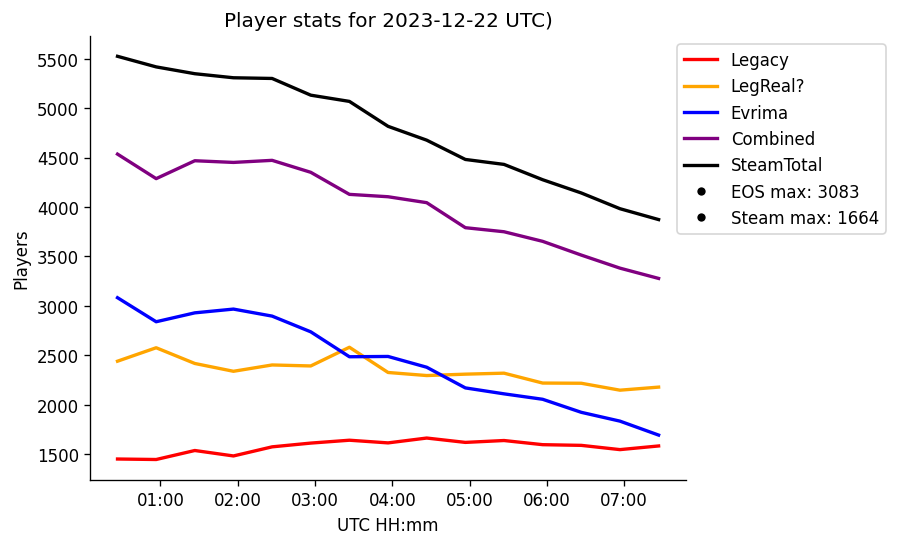 Player stats for 2023-12-22 UTC)
Legacy
LegReal?
Evrima
Combined
SteamTotal
EOS max: 3083
Steam max: 1664
Players
5500
5000
4500
4000
3500
3000
2500
2000
1500
01:00 02:00 03:00 04:00 05:00 06:00 07:00
UTC HH:mm